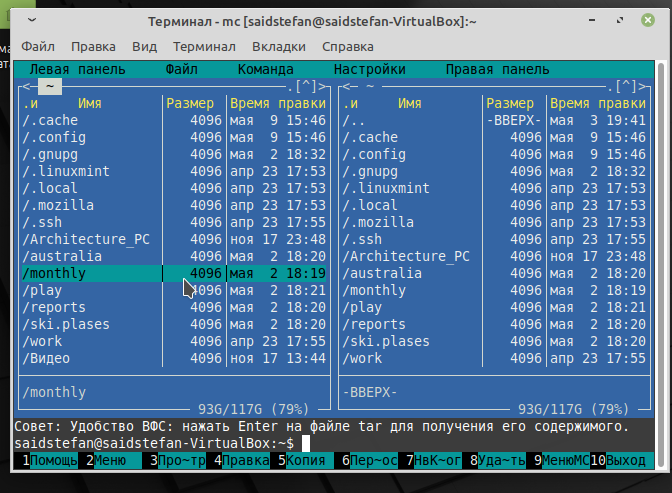 Терминал - mc [saidstefan@saidstefan-VirtualBox]:~
Файл Правка Вид Терминал Вкладки Справка
Левая панель Файл Команда Настройки Правая панель
<— ~ .[^]> <— ~ .[^]>
.и Имя Размер Время правки .и Имя Размер Время правки
/.cache 4096 мая 9 15:46 /.. -ВВЕРХ- мая 3 19:41
/.config 4096 мая 9 15:46 /.cache 4096 мая 9 15:46
/.gnupg 4096 мая 2 18:32 /.config 4096 мая 9 15:46
/.linuxmint 4096 апр 23 17:53 /.gnupg 4096 мая 2 18:32
/.local 4096 апр 23 17:53 /.linuxmint 4096 апр 23 17:53
/.mozilla 4096 апр 23 17:53 /.local 4096 апр 23 17:53
/.ssh 4096 апр 23 17:55 /.mozilla 4096 апр 23 17:53
/Architecture_PC 4096 ноя 17 23:48 /.ssh 4096 апр 23 17:55
/australia 4096 мая 2 18:20 /Architecture_PC 4096 ноя 17 23:48
/monthly 4096 мая 2 18:19 /australia 4096 мая 2 18:20
/play 4096 мая 2 18:21 /monthly 4096 мая 2 18:19
/reports 4096 мая 2 18:20 /play 4096 мая 2 18:21
/ski.plases 4096 мая 2 18:20 /reports 4096 мая 2 18:20
/work 4096 апр 23 17:55 /ski.plases 4096 мая 2 18:20
/Видео 4096 ноя 17 13:44 /work 4096 апр 23 17:55
/monthly -ВВЕРХ-
93G/117G (79%) 93G/117G (79%)
Совет: Удобство ВФС: нажать Enter на файле tar для получения его содержимого.
saidstefan@saidstefan-VirtualBox:~$
1Помощь 2Меню 3Про~тр 4Правка 5Копия 6Пер~ос 7НвК~ог 8Уда~ть 9МенюМС 10Выход